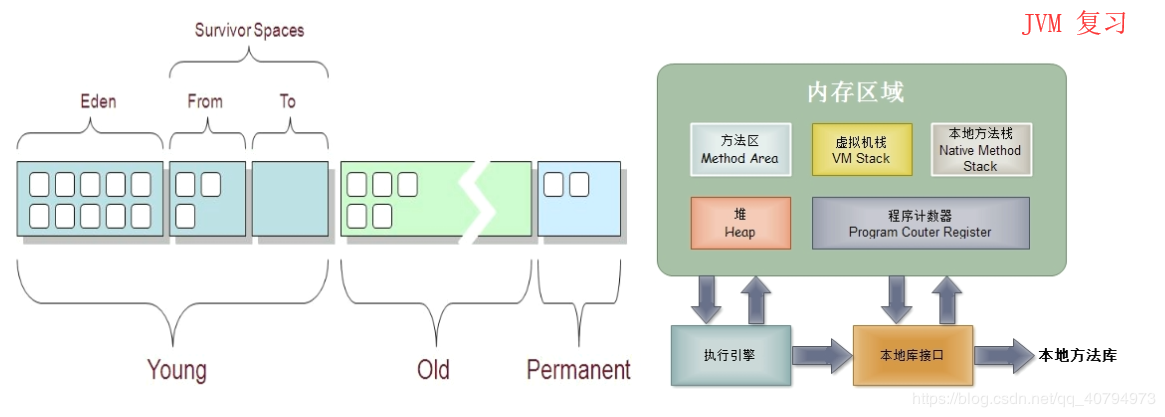 JVM 复习
Survivor Spaces
Eden
From
To
Young
Old
Permanent
内存区域
方法区
Method Area
虚拟机栈
VM Stack
本地方法栈
Native Method
Stack
堆
Heap
程序计数器
Program Couter Register
执行引擎
本地库接口
本地方法库
https://blog.csdn.net/qq_40794973